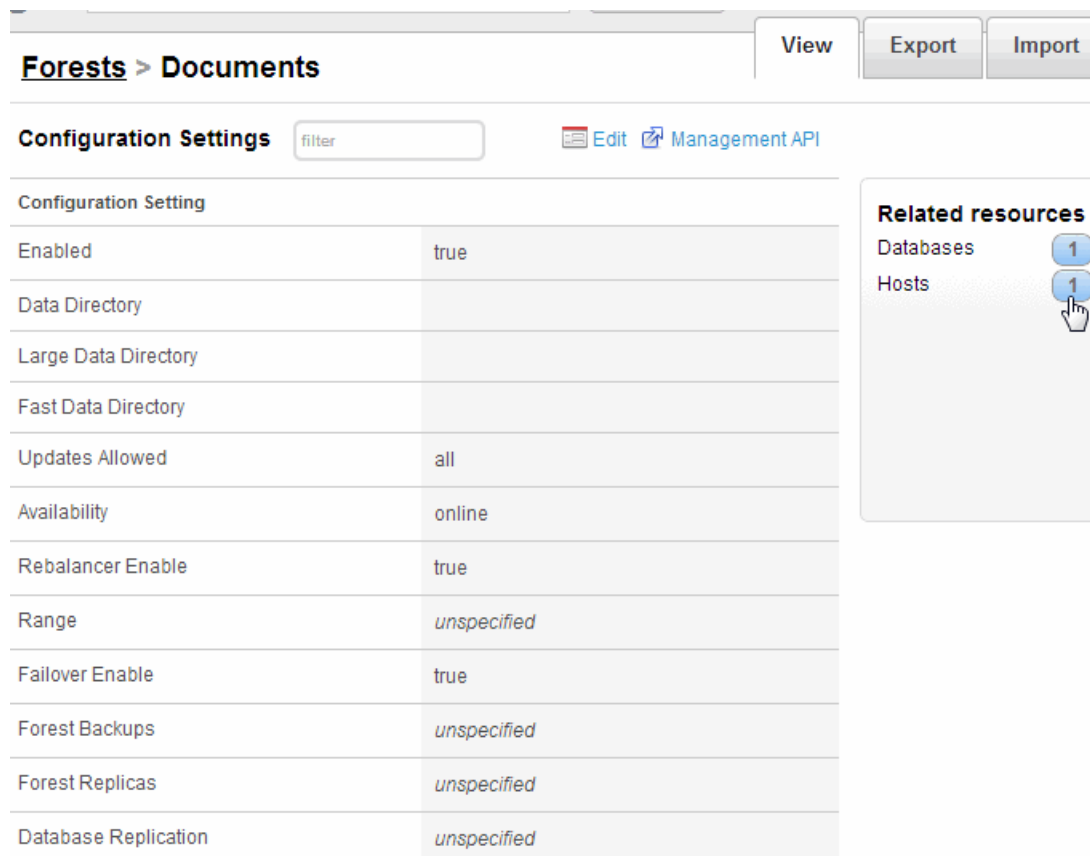 View Export Import
Forests > Documents
Configuration Settings filter Edit Management API
Configuration Setting
Enabled true
Data Directory
Large Data Directory
Fast Data Directory
Updates Allowed all
Availability online
Rebalancer Enable true
Range unspecified
Failover Enable true
Forest Backups unspecified
Forest Replicas unspecified
Database Replication unspecified
Related resources
Databases 1
Hosts 1